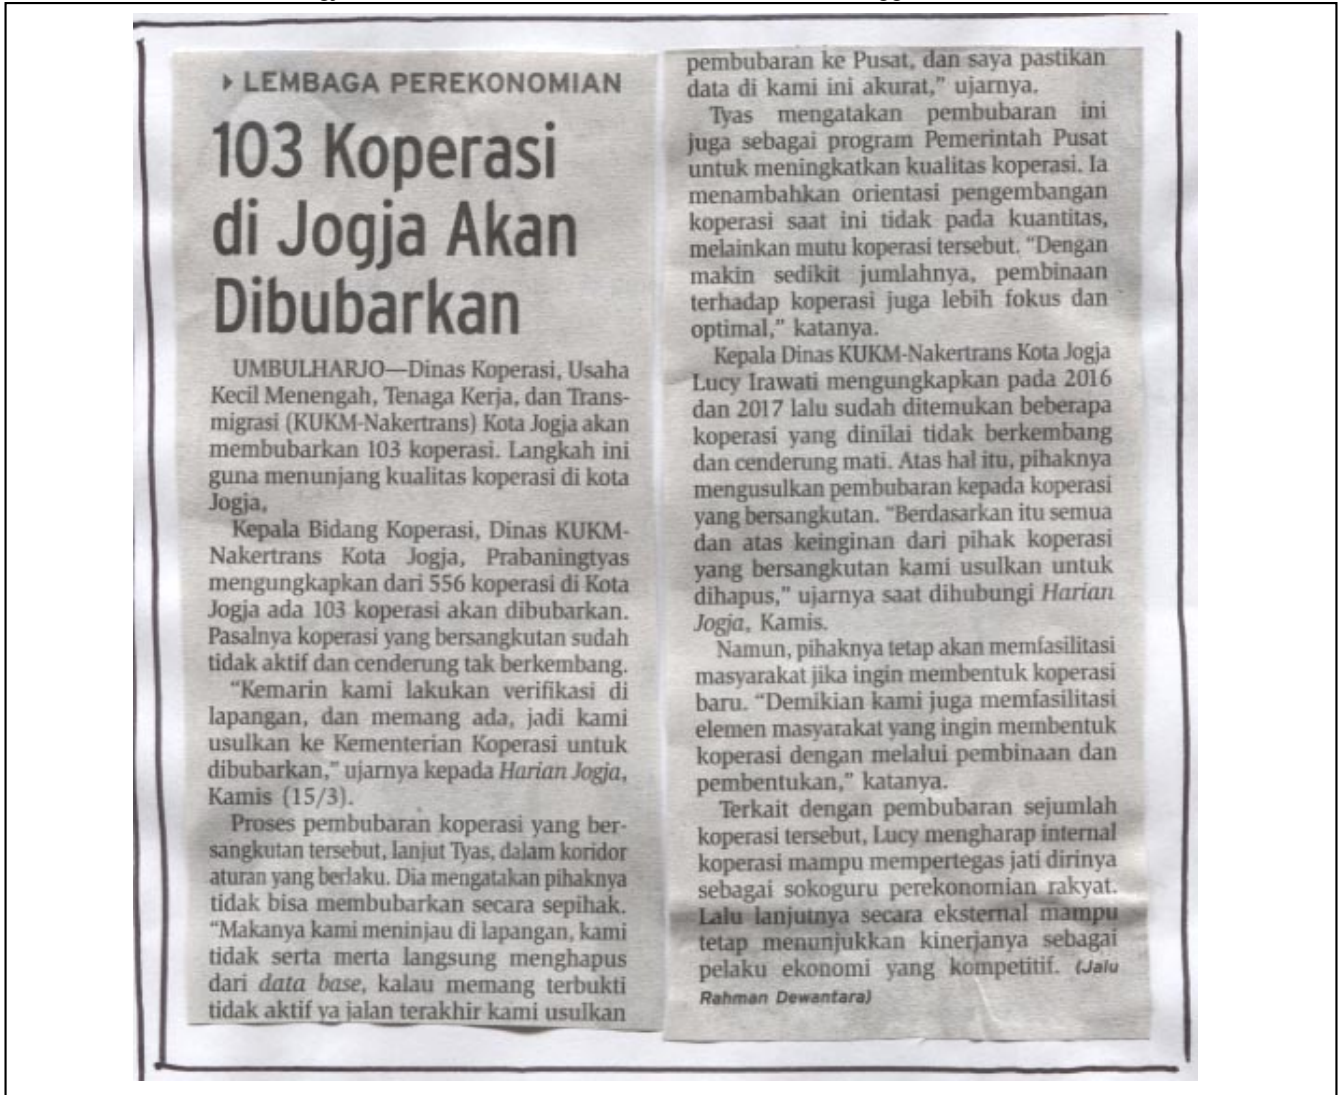 LEMBAGA PEREKONOMIAN
103 Koperasi
di Jogja Akan
Dibubarkan
UMBULHARJO—Dinas Koperasi, Usaha
Kecil Menengah, Tenaga Kerja, dan Trans-
migrasi (KUKM-Nakertrans) Kota Jogja akan
membubarkan 103 koperasi. Langkah ini
guna menunjang kualitas koperasi di kota
Jogja,
Kepala Bidang Koperasi, Dinas KUKM-
Nakertrans Kota Jogja, Prabaningtyas
mengungkapkan dari 556 koperasi di Kota
Jogja ada 103 koperasi akan dibubarkan.
Pasalnya koperasi yang bersangkutan sudah
tidak aktif dan cenderung tak berkembang.
“Kemarin kami lakukan verifikasi di
lapangan, dan memang ada, jadi kami
usulkan ke Kementerian Koperasi untuk
dibubarkan,” ujarnya kepada Harian Jogja,
Kamis (15/3).
Proses pembubaran koperasi yang ber-
sangkutan tersebut, lanjut Tyas, dalam koridor
aturan yang berlaku. Dia mengatakan pihaknya
tidak bisa membubarkan secara sepihak.
“Makanya kami meninjau di lapangan, kami
tidak serta merta langsung menghapus
dari data base, kalau memang terbukti
tidak aktif ya jalan terakhir kami usulkan
pembubaran ke Pusat, dan saya pastikan
data di kami ini akurat,” ujarnya.
Tyas mengatakan pembubaran ini
juga sebagai program Pemerintah Pusat
untuk meningkatkan kualitas koperasi. Ia
menambahkan orientasi pengembangan
koperasi saat ini tidak pada kuantitas,
melainkan mutu koperasi tersebut. “Dengan
makin sedikit jumlahnya, pembinaan
terhadap koperasi juga lebih fokus dan
optimal,” katanya.
Kepala Dinas KUKM-Nakertrans Kota Jogja
Lucy Irawati mengungkapkan pada 2016
dan 2017 lalu sudah ditemukan beberapa
koperasi yang dinilai tidak berkembang
dan cenderung mati. Atas hal itu, pihaknya
mengusulkan pembubaran kepada koperasi
yang bersangkutan. “Berdasarkan itu semua
dan atas keinginan dari pihak koperasi
yang bersangkutan kami usulkan untuk
dihapus,” ujarnya saat dihubungi Harian
Jogja, Kamis.
Namun, pihaknya tetap akan memfasilitasi
masyarakat jika ingin membentuk koperasi
baru. “Demikian kami juga memfasilitasi
elemen masyarakat yang ingin membentuk
koperasi dengan melalui pembinaan dan
pembentukan,” katanya.
Terkait dengan pembubaran sejumlah
koperasi tersebut, Lucy mengharap internal
koperasi mampu mempertegas jati dirinya
sebagai sokoguru perekonomian rakyat.
Lalu lanjutnya secara eksternal mampu
tetap menunjukkan kinerjanya sebagai
pelaku ekonomi yang kompetitif. (Jalu
Rahman Dewantara)